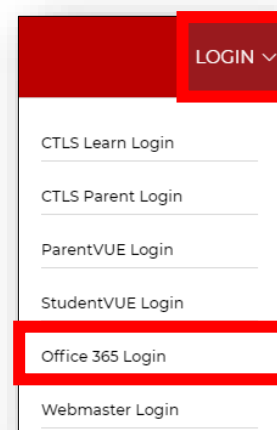 LOGIN
CTLS Learn Login
CTLS Parent Login
ParentVUE Login
StudentVUE Login
Office 365 Login
Webmaster Login